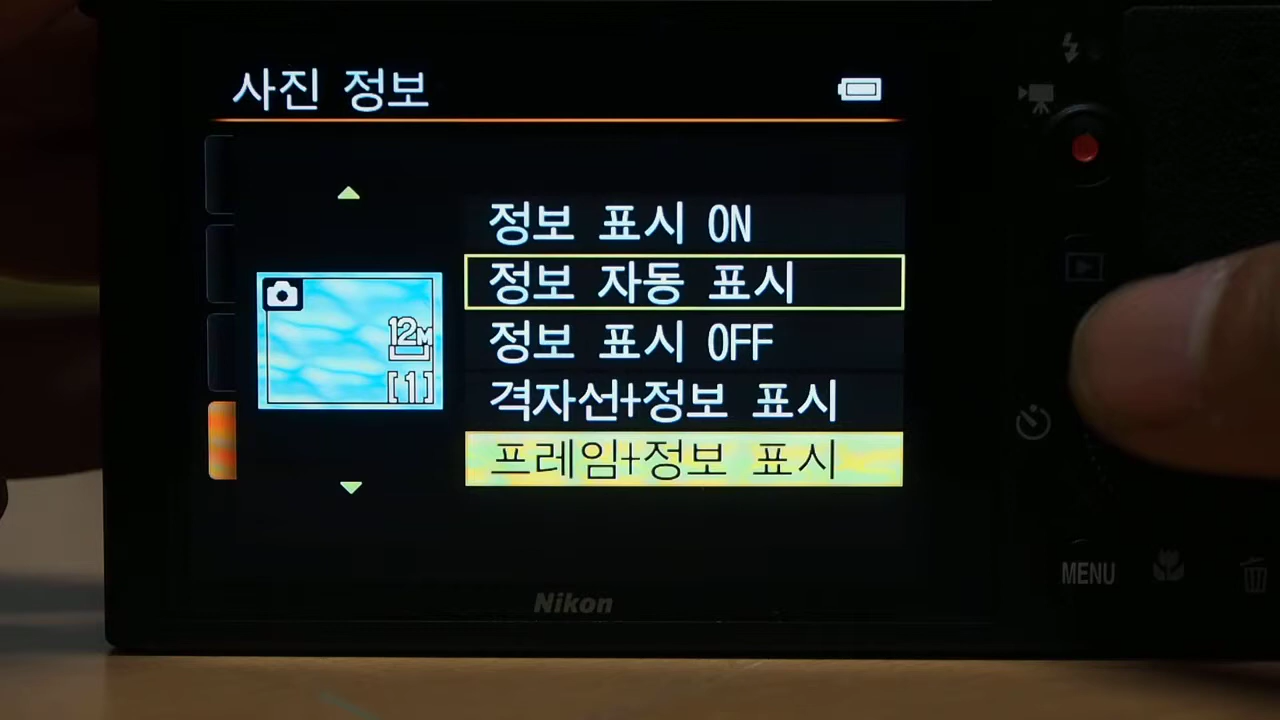 사진 정보
정보 표시 ON
정보 자동 표시
정보 표시 OFF
격자선+정보 표시
프레임+정보 표시
12M
[1]
MENU
Nikon